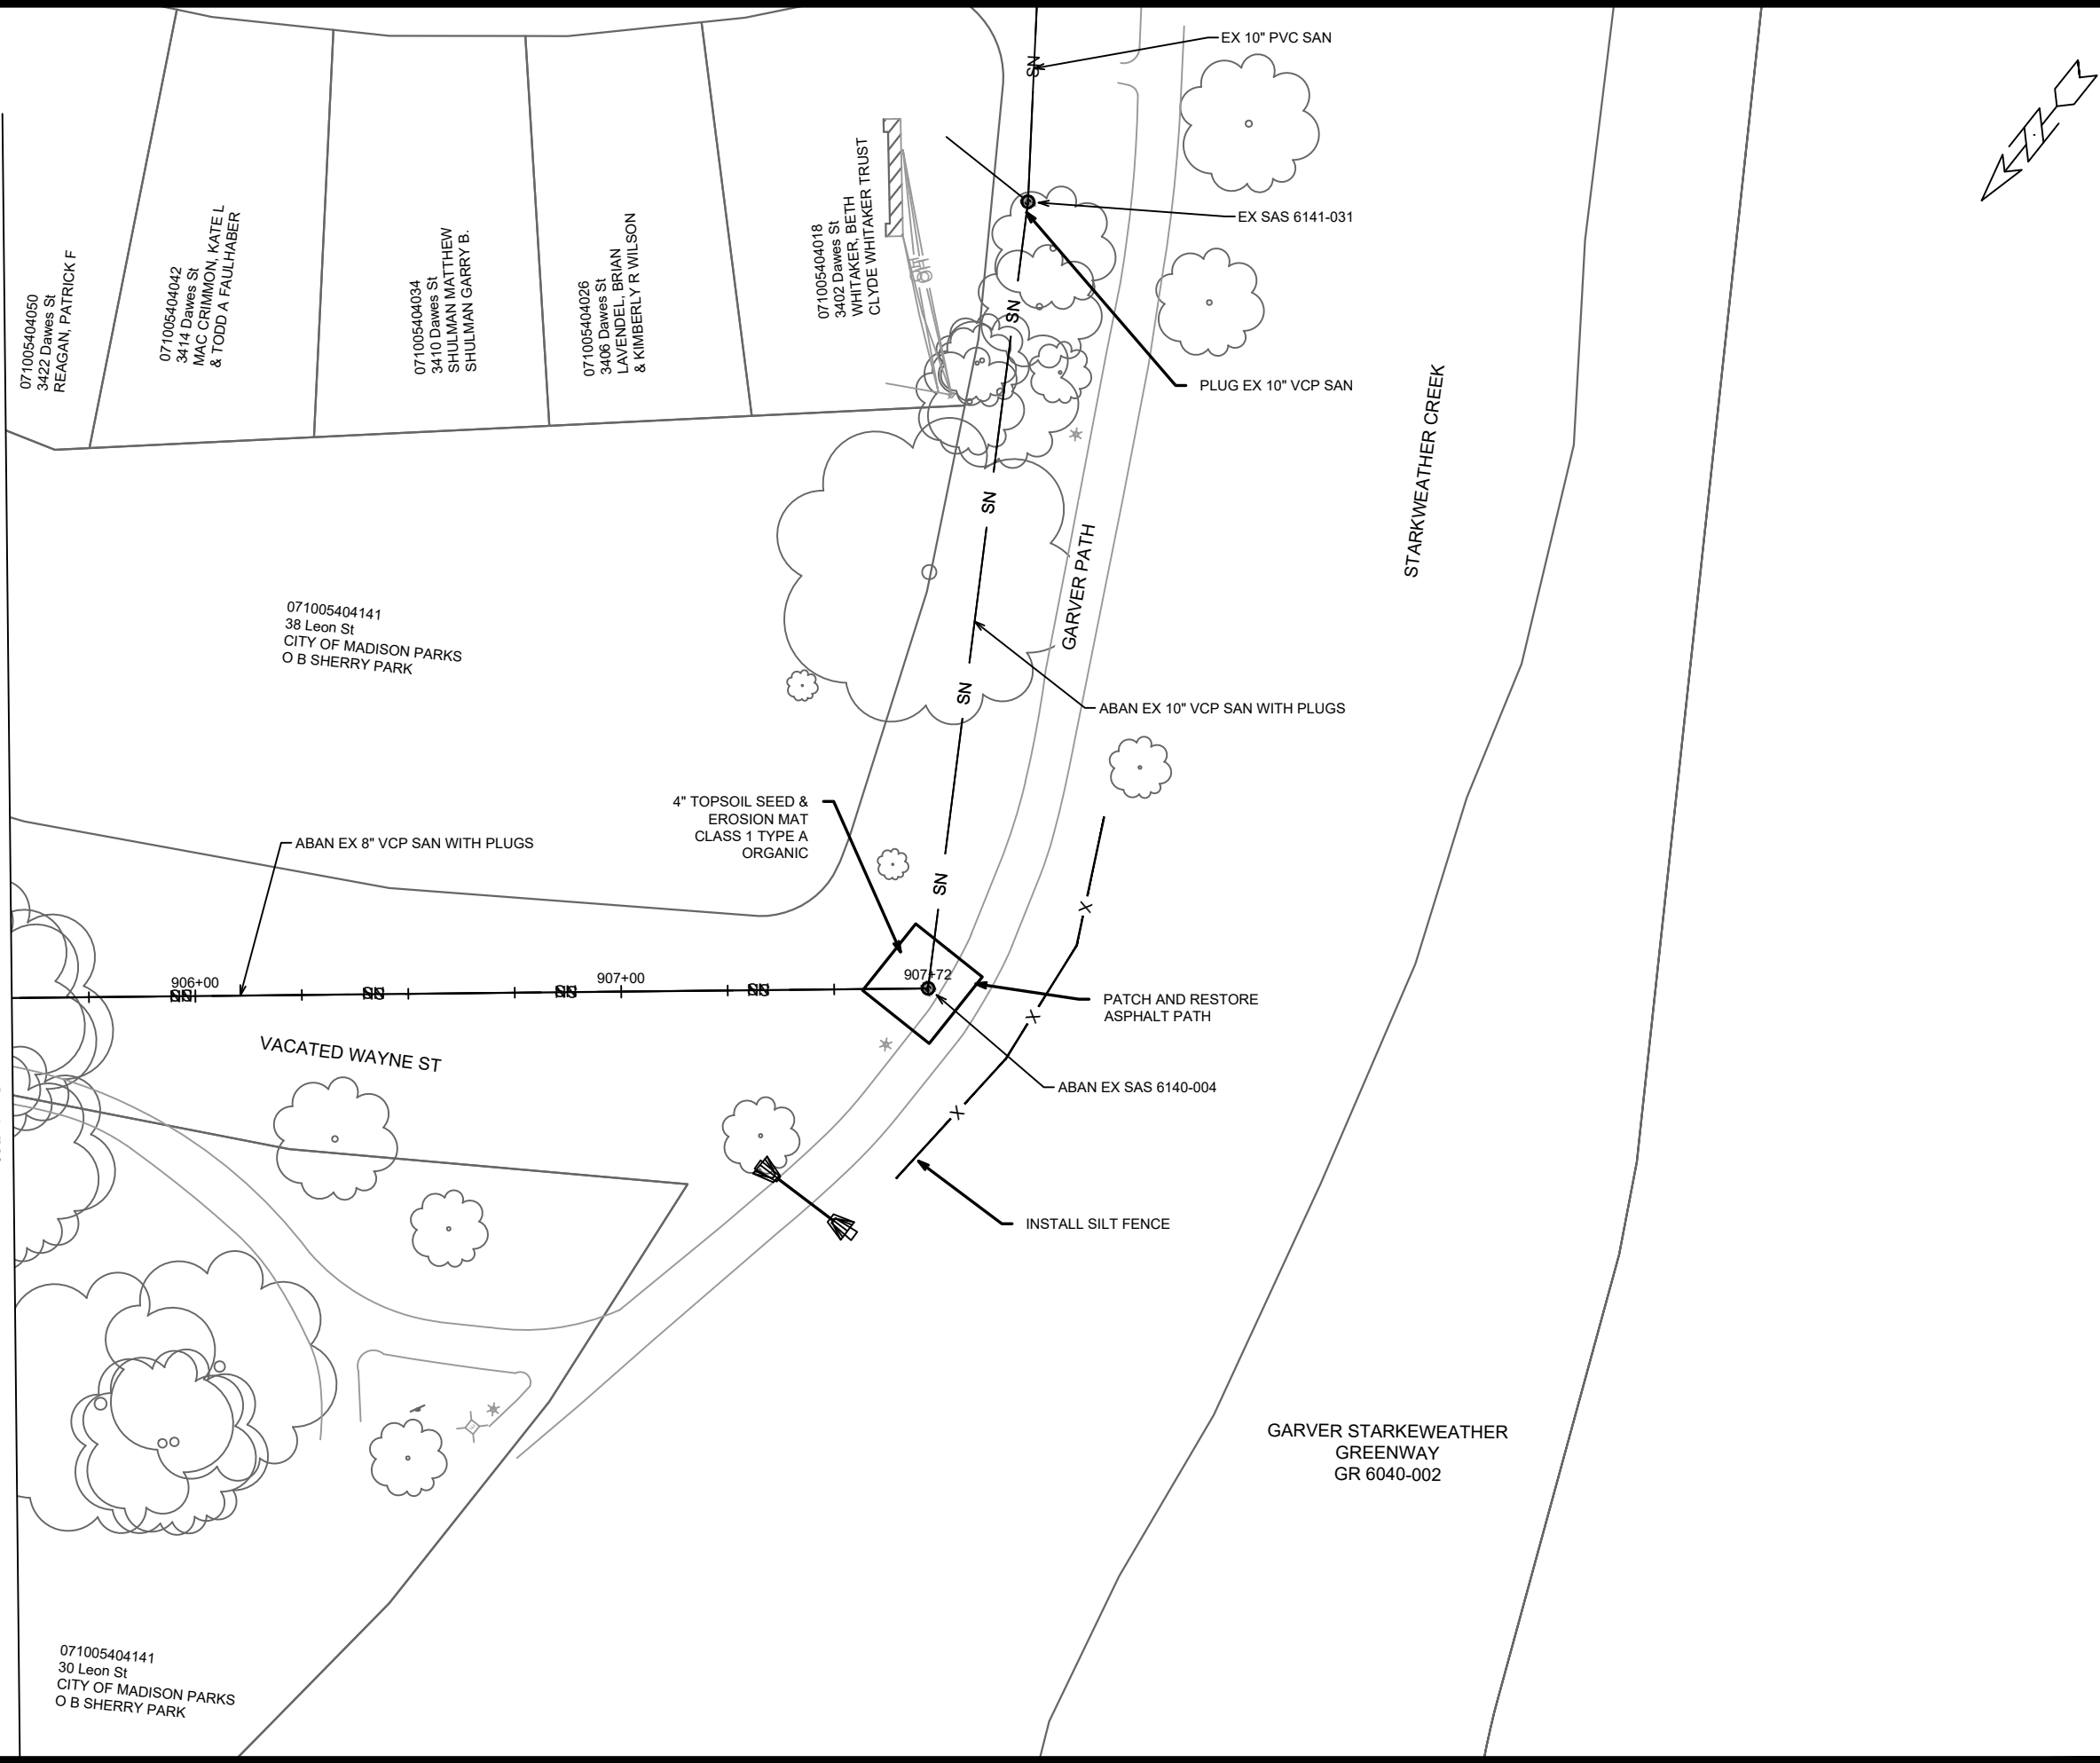 EX 10" PVC SAN
SN
EX SAS 6141-031
PLUG EX 10" VCP SAN
071005404050
3422 Dawes St
REAGAN, PATRICK F
071005404042
3414 Dawes St
MAC CRIMMON, KATE L
& TODD A FAULHABER
071005404034
3410 Dawes St
SHULMAN MATTHEW
SHULMAN GARRY B.
071005404026
3406 Dawes St
LAVENDEL, BRIAN
& KIMBERLY R WILSON
071005404018
3402 Dawes St
WHITAKER, BETH
CLYDE WHITAKER TRUST
OH
SN
SN
STARKWEATHER CREEK
GARVER PATH
071005404141
38 Leon St
CITY OF MADISON PARKS
O B SHERRY PARK
SN
ABAN EX 10" VCP SAN WITH PLUGS
4" TOPSOIL SEED &
EROSION MAT
CLASS 1 TYPE A
ORGANIC
ABAN EX 8" VCP SAN WITH PLUGS
SN
X
906+00
907+00
907+72
SN
SN
SN
SN
PATCH AND RESTORE
ASPHALT PATH
X
VACATED WAYNE ST
ABAN EX SAS 6140-004
X
INSTALL SILT FENCE
GARVER STARKEWEATHER
GREENWAY
GR 6040-002
071005404141
30 Leon St
CITY OF MADISON PARKS
O B SHERRY PARK